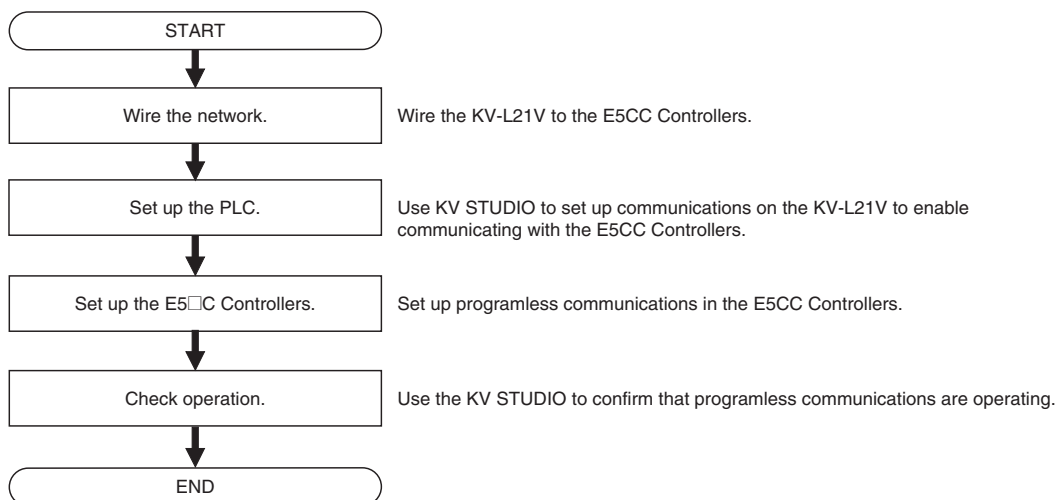 START
Wire the network.
Wire the KV-L21V to the E5CC Controllers.
Set up the PLC.
Use KV STUDIO to set up communications on the KV-L21V to enable
communicating with the E5CC Controllers.
Set up the E5□C Controllers.
Set up programless communications in the E5CC Controllers.
Check operation.
Use the KV STUDIO to confirm that programless communications are operating.
END